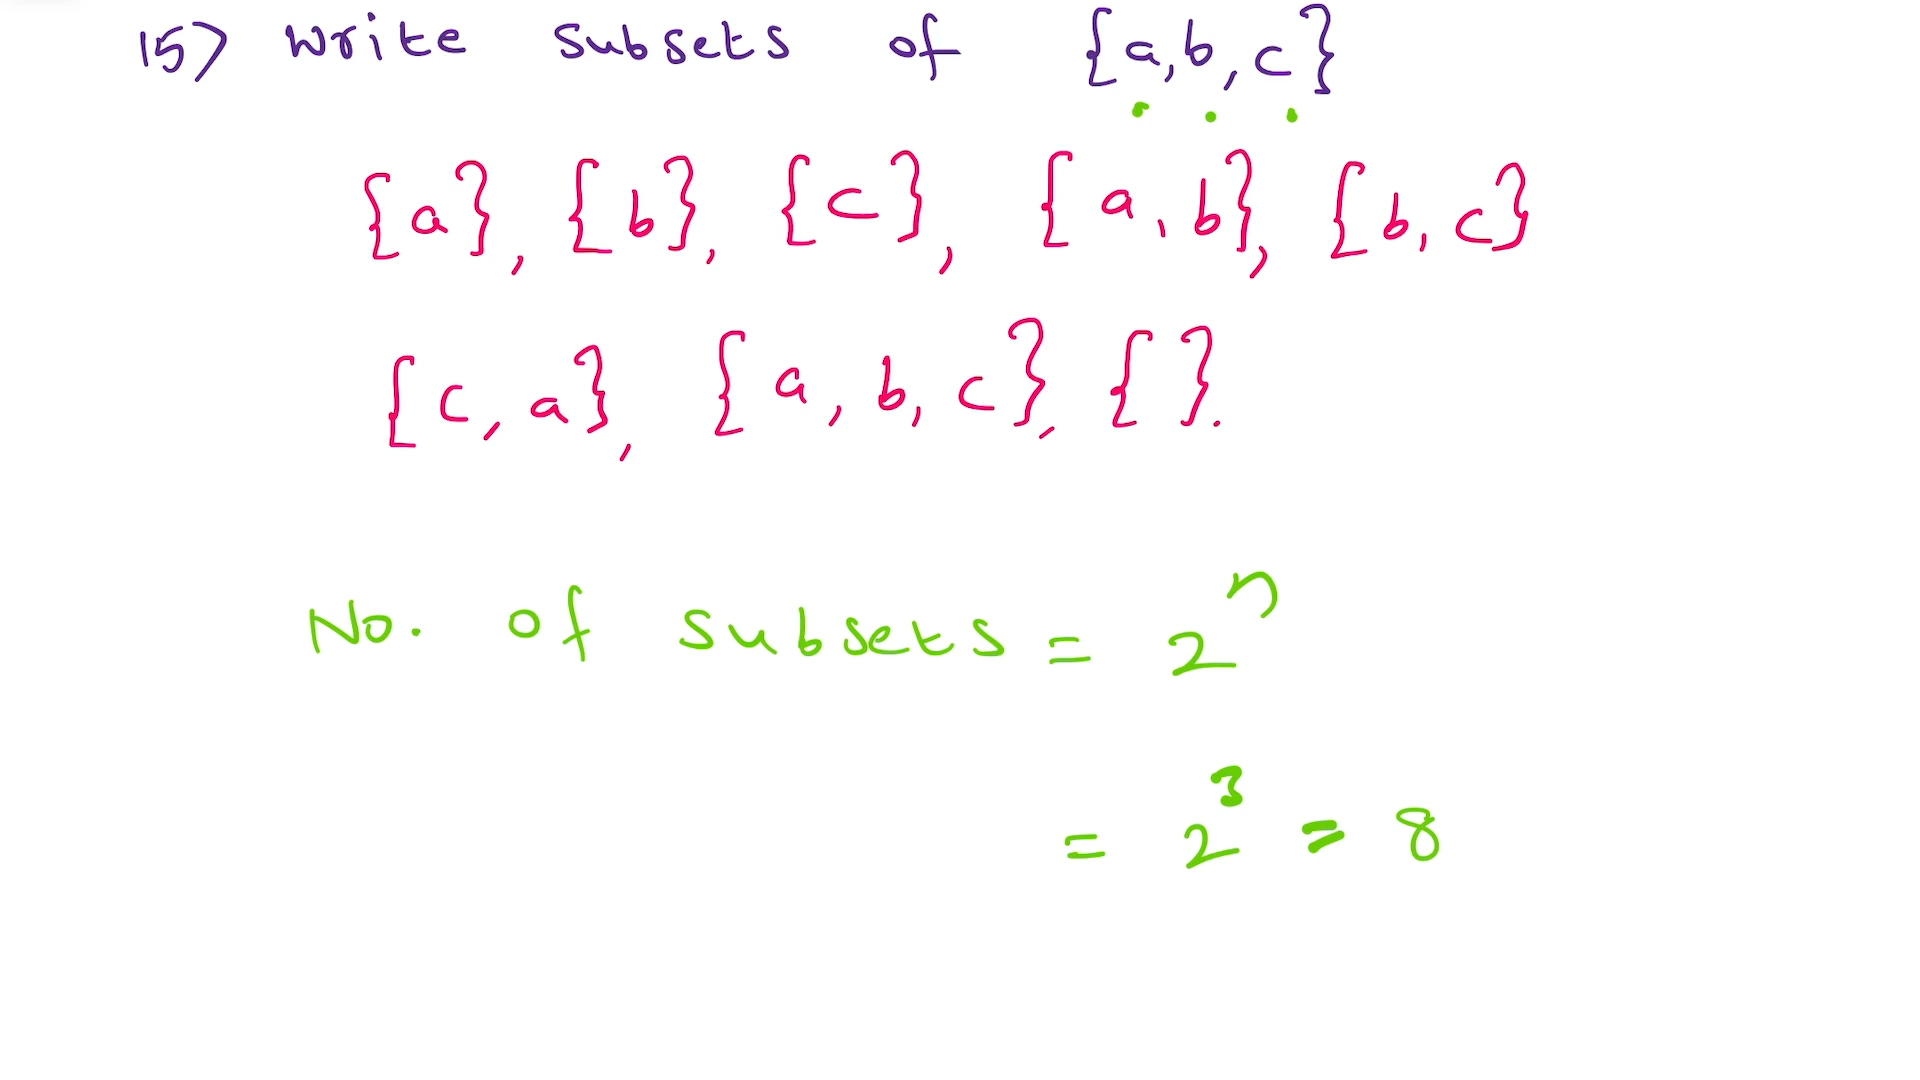 15) Write subsets of {a,b,c}
{a}, {b}, {c}, {a,b}, {b,c}
{c,a}, {a,b,c}, { }.
No. of subsets = 2ⁿ
= 2³ = 8